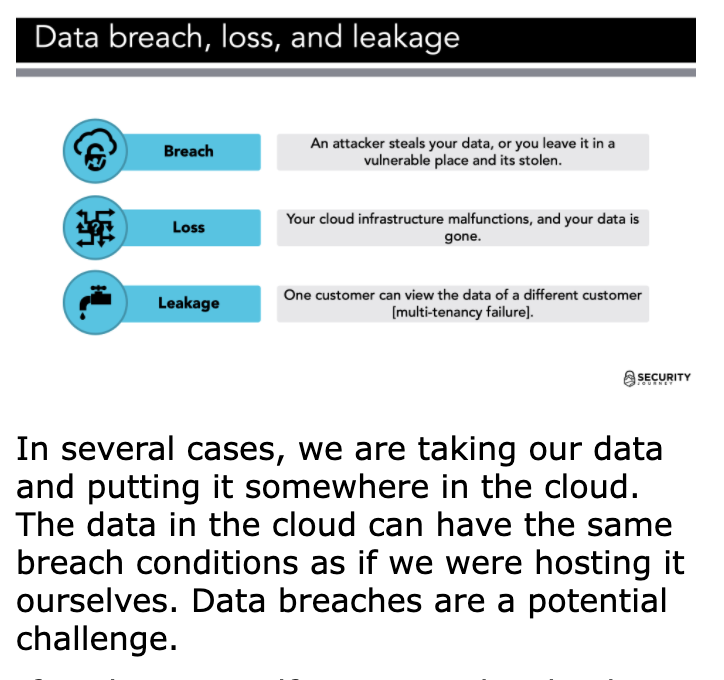 Data breach, loss, and leakage
Breach
An attacker steals your data, or you leave it in a
vulnerable place and its stolen.
Loss
Your cloud infrastructure malfunctions, and your data is
gone.
Leakage
One customer can view the data of a different customer
[multi-tenancy failure].
SECURITY
JOURNEY
In several cases, we are taking our data
and putting it somewhere in the cloud.
The data in the cloud can have the same
breach conditions as if we were hosting it
ourselves. Data breaches are a potential
challenge.